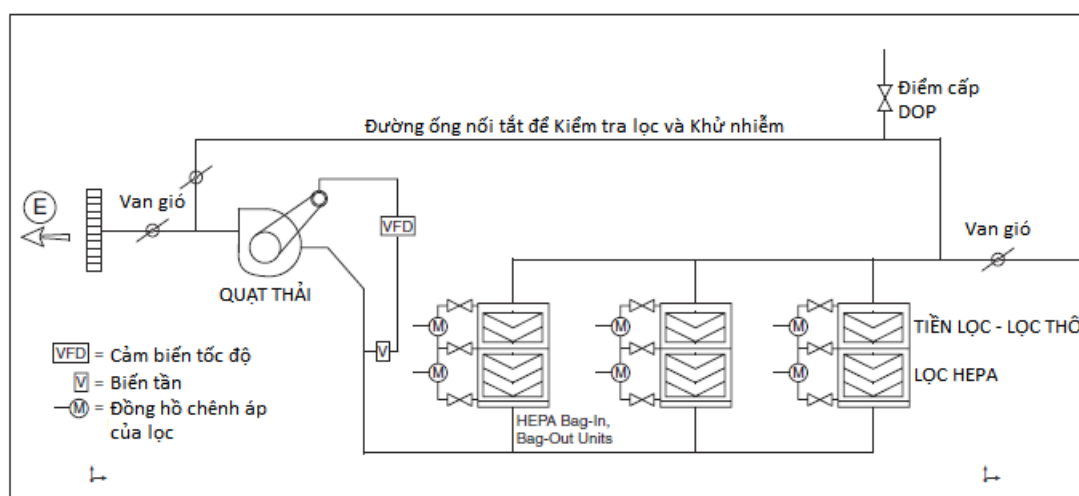 Điểm cấp
DOP
Đường ống nối tắt để Kiểm tra lọc và Khử nhiễm
E
Van gió
VFD
Van gió
QUẠT THẢI
M
M
M
TIỀN LỌC - LỌC THÔ
V
M
M
M
LỌC HEPA
VFD = Cảm biến tốc độ
V = Biến tần
M = Đồng hồ chênh áp
của lọc
HEPA Bag-In,
Bag-Out Units